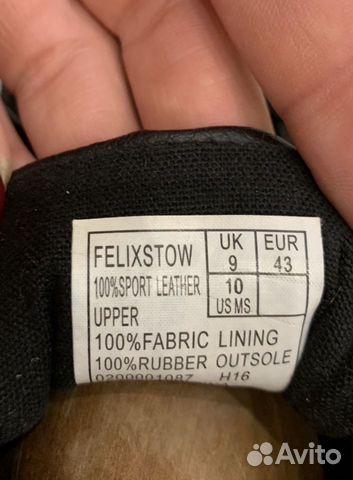 FELIXSTOW
100%SPORT LEATHER
UPPER
UK EUR
9 43
10
US MS
100%FABRIC LINING
100%RUBBER OUTSOLE
H16
Avito